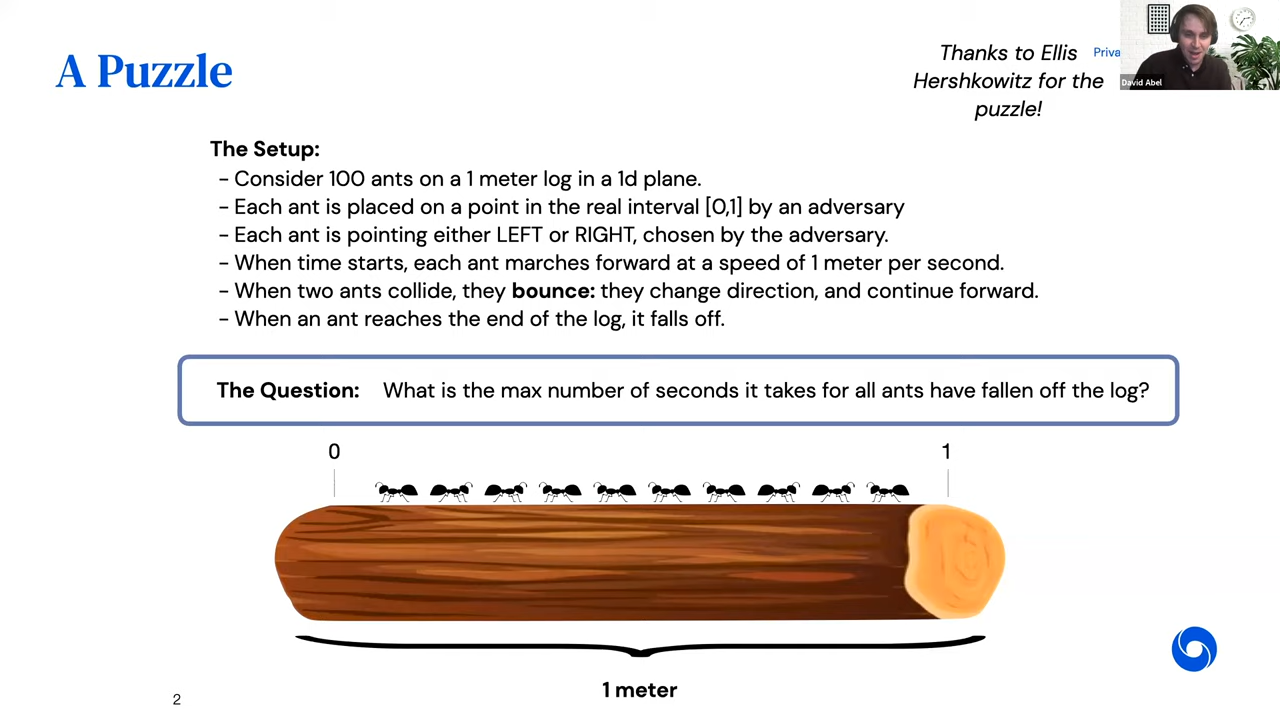 A Puzzle
Thanks to Ellis
Hershkowitz for the
puzzle!
Priva
David Abel
The Setup:
– Consider 100 ants on a 1 meter log in a 1d plane.
– Each ant is placed on a point in the real interval [0,1] by an adversary
– Each ant is pointing either LEFT or RIGHT, chosen by the adversary.
– When time starts, each ant marches forward at a speed of 1 meter per second.
– When two ants collide, they bounce: they change direction, and continue forward.
– When an ant reaches the end of the log, it falls off.
The Question: What is the max number of seconds it takes for all ants have fallen off the log?
0 1
1 meter
2